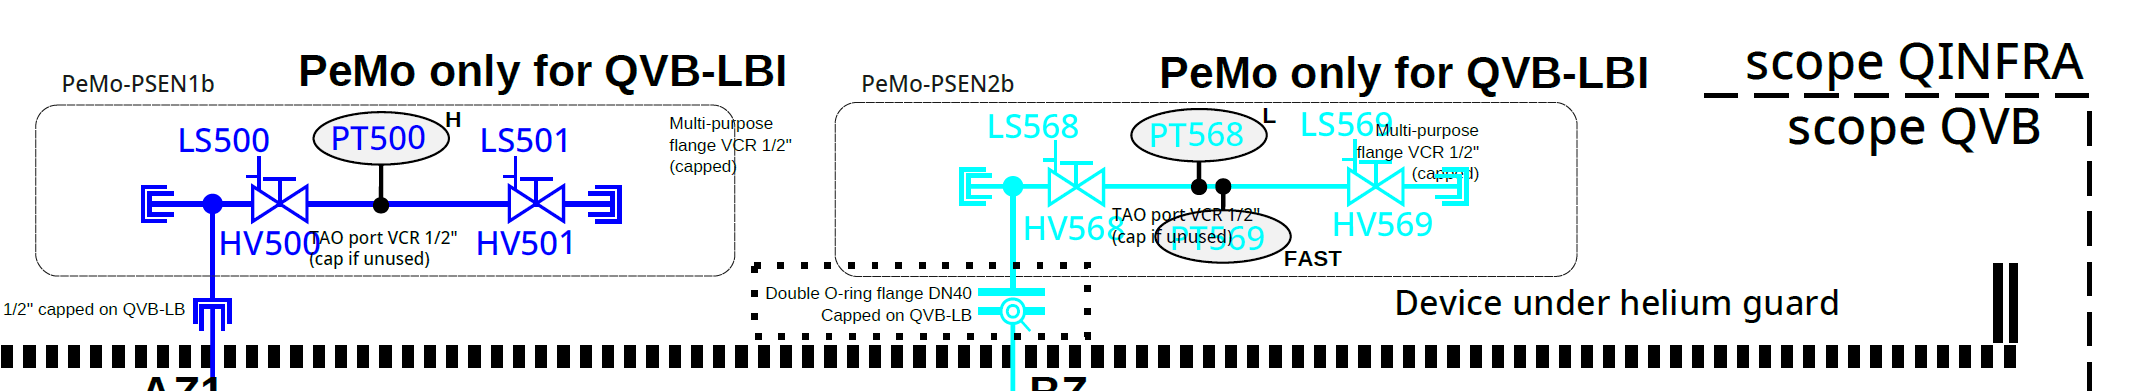 PeMo only for QVB-LBI
PeMo-PSEN1b
LS500
PT500
H
LS501
Multi-purpose
flange VCR 1/2"
(capped)
HV500
TAO port VCR 1/2"
(cap if unused)
HV501
1/2" capped on QVB-LB
AZ1
PeMo only for QVB-LBI
PeMo-PSEN2b
LS568
PT568
L
LS569
Multi-purpose
flange VCR 1/2"
(capped)
HV568
TAO port VCR 1/2"
(cap if unused)
PT569
HV569
FAST
Double O-ring flange DN40
Capped on QVB-LB
BZ
scope QINFRA
scope QVB
Device under helium guard